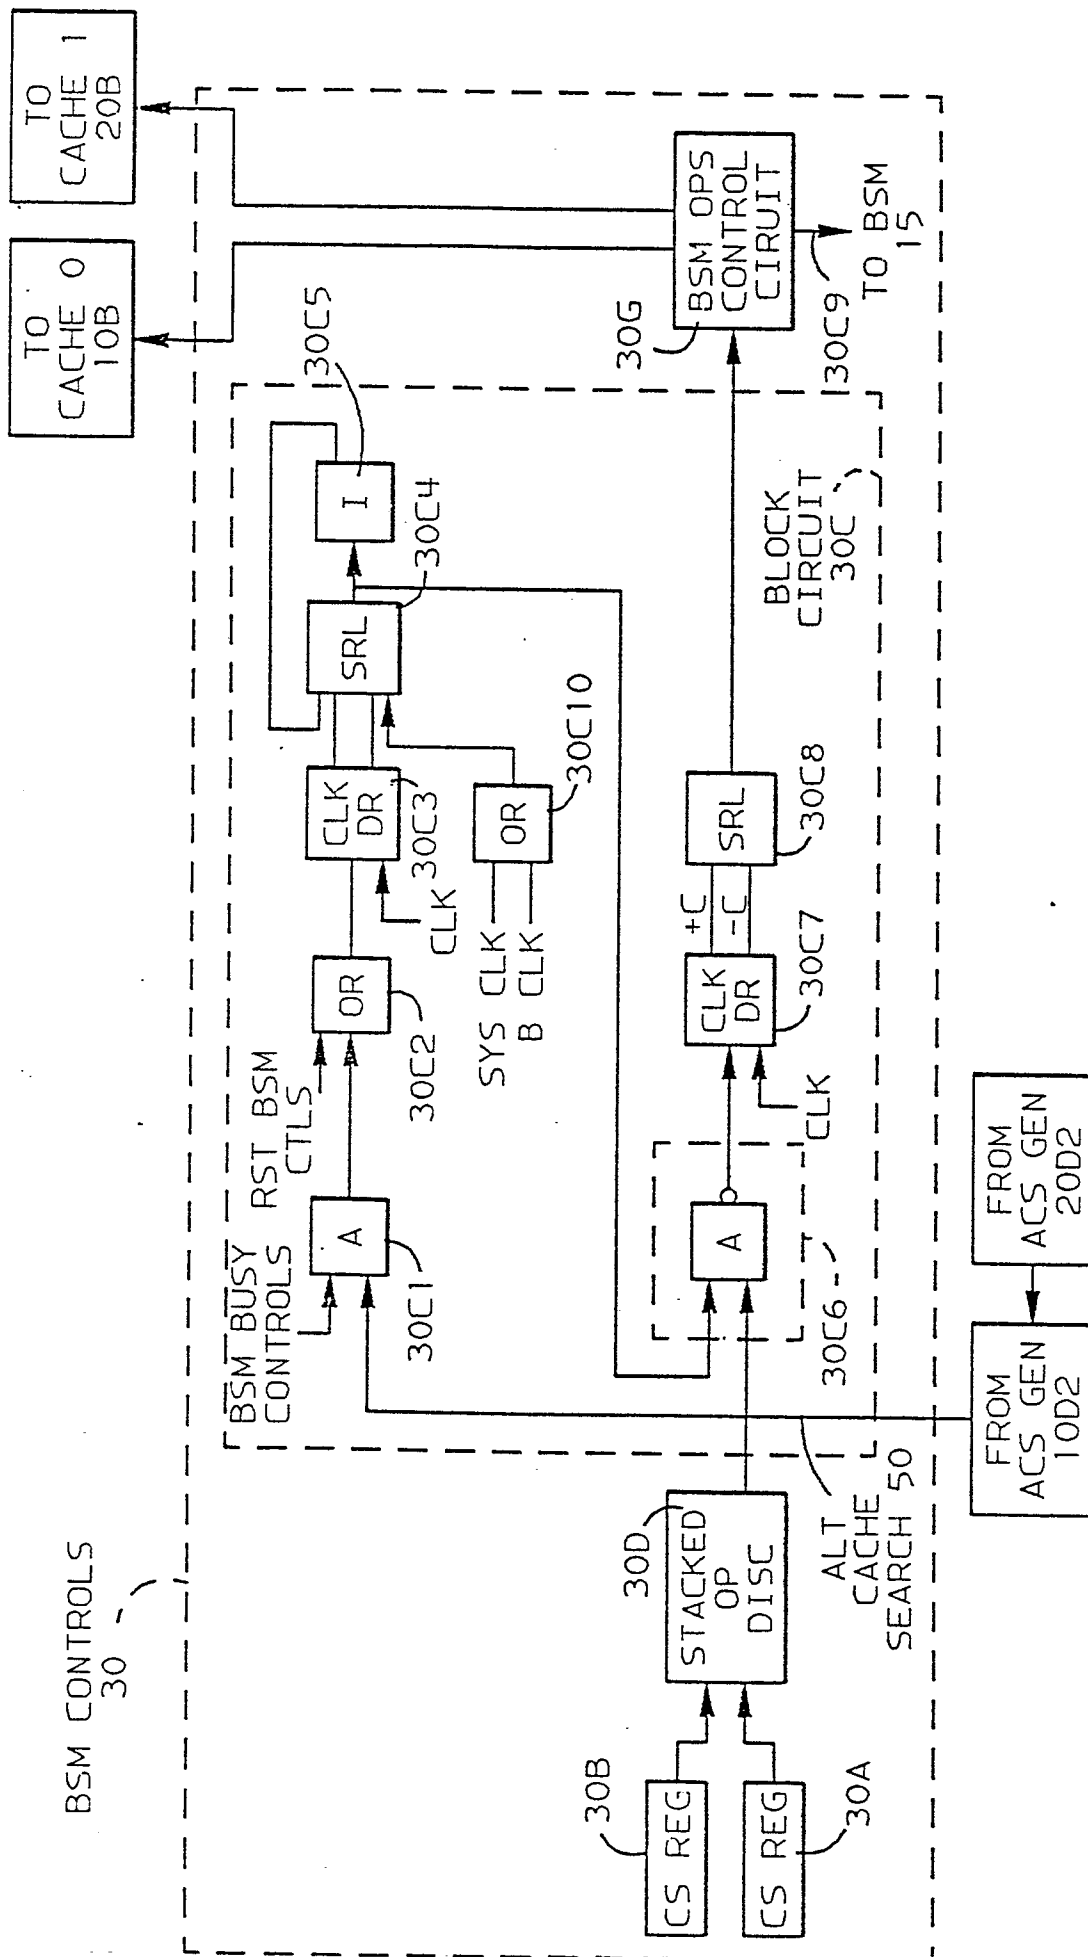 TO
CACHE 0
10B
TO
CACHE 1
20B
BSM CONTROLS
30
BSM BUSY
CONTROLS
RST BSM
CTLS
A
30C1
OR
30C2
CLK
DR
30C3
CLK
SRL
30C4
I
30C5
SYS CLK
B CLK
OR
30C10
30B
CS REG
CS REG
30A
30D
STACKED
OP
DISC
A
30C6
CLK
DR
30C7
CLK
+C
-C
SRL
30C8
BLOCK
CIRCUIT
30C
30G
BSM OPS
CONTROL
CIRUIT
30C9
TO BSM
15
ALT
CACHE
SEARCH 50
FROM
ACS GEN
10D2
FROM
ACS GEN
20D2